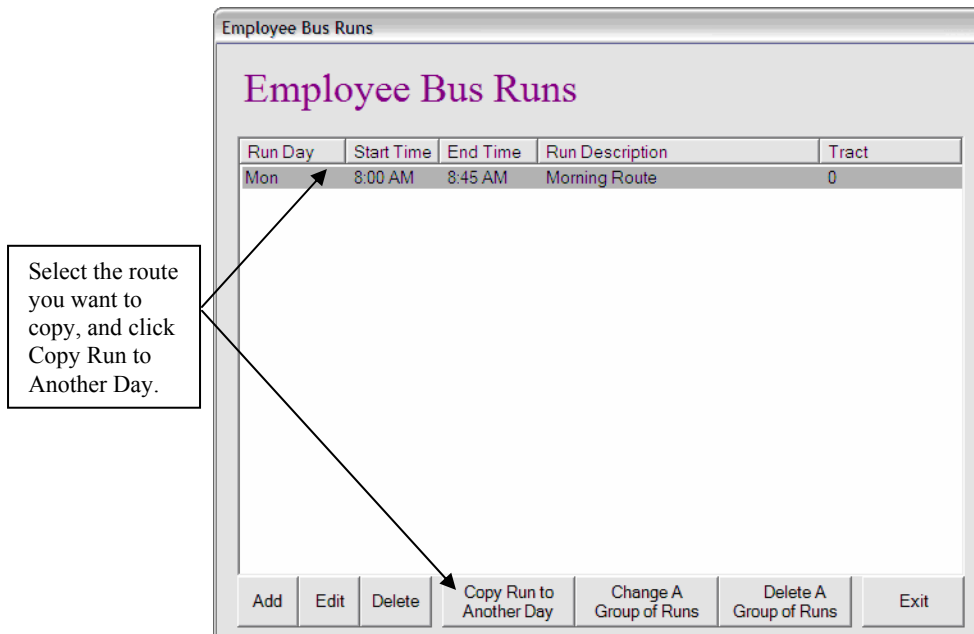 Employee Bus Runs
Employee Bus Runs
Run Day Start Time End Time Run Description Tract
Mon 8:00 AM 8:45 AM Morning Route 0
Select the route
you want to
copy, and click
Copy Run to
Another Day.
Add Edit Delete Copy Run to
Another Day Change A
Group of Runs Delete A
Group of Runs Exit